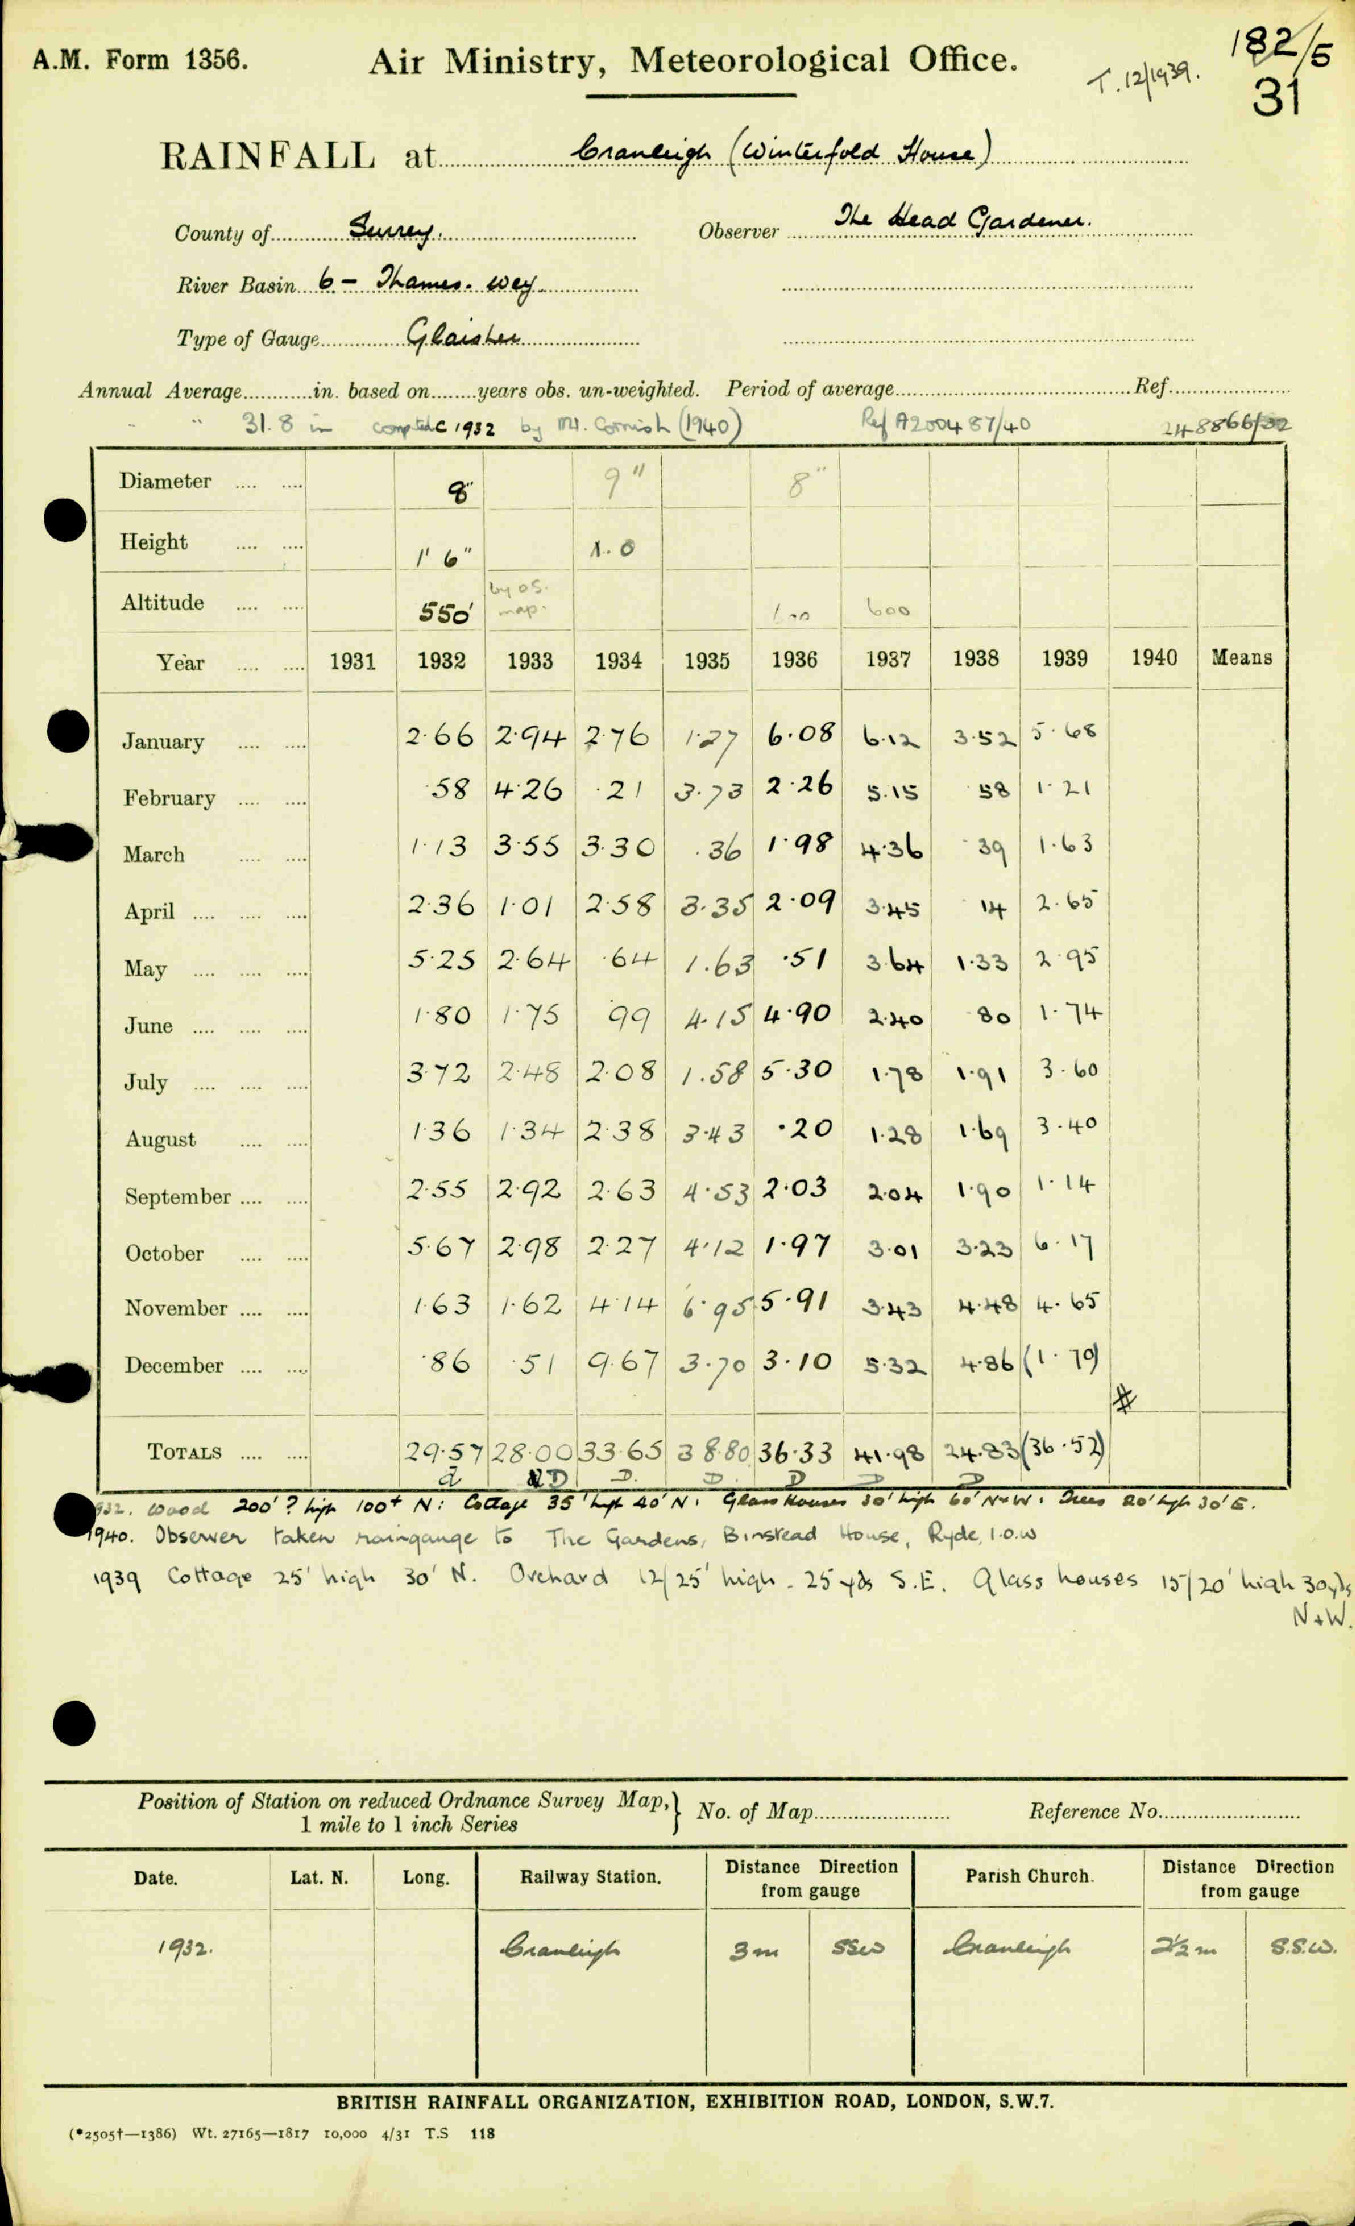 A.M. Form 1356. Air Ministry, Meteorological Office. T. 12/1939. 182/5
31
RAINFALL at Cranleigh (Winterfold House)
County of Surrey. Observer The Head Gardener.
River Basin 6 - Thames. Wey.
Type of Gauge Glaisher
Annual Average in. based on years obs. un-weighted. Period of average Ref.
" " 31.8 in by Mr. Cornish (1940) Ref A200487/40 248866/32
Diameter 8" 9" 8"
Height 1' 6" 1.0
Altitude 550' by O.S. map. 600
Year 1931 1932 1933 1934 1935 1936 1937 1938 1939 1940 Means
January 2.66 2.94 2.76 1.27 6.08 6.12 3.52 5.68
February .58 4.26 .21 3.73 2.26 5.15 .58 1.21
March 1.13 3.55 3.30 .36 1.98 4.36 .39 1.63
April 2.36 1.01 2.58 3.35 2.09 3.45 .14 2.65
May 5.25 2.64 .64 1.63 .51 3.64 1.33 2.95
June 1.80 1.75 .99 4.15 4.90 2.40 .80 1.74
July 3.72 2.48 2.08 1.58 5.30 1.78 1.91 3.60
August 1.36 1.34 2.38 3.43 .20 1.28 1.69 3.40
September 2.55 2.92 2.63 4.53 2.03 2.04 1.90 1.14
October 5.67 2.98 2.27 4.12 1.97 3.01 3.23 6.17
November 1.63 1.62 4.14 6.95 5.91 3.43 4.48 4.65
December .86 .51 9.67 3.70 3.10 5.32 4.86 (1.70)
#
TOTALS 29.57 28.00 33.65 38.80 36.33 41.98 24.83 (36.52)
d D D. D. D D D
1932. Wood 200' ? high 100+ N: Cottage 35' high 40' N: Glass Houses 30' high 60' N+W: Trees 20' high 30' E.
1940. Observer taken raingauge to The Gardens, Binstead House, Ryde, I.O.W
1939 Cottage 25' high 30' N. Orchard 12/25' high - 25 yds S.E. Glass houses 15/20' high 30yds
N+W.
Position of Station on reduced Ordnance Survey Map, 1 mile to 1 inch Series No. of Map Reference No.
Date. Lat. N. Long. Railway Station. Distance Direction from gauge Parish Church. Distance Direction from gauge
1932. Cranleigh 3m SSW Cranleigh 2½m S.S.W.
BRITISH RAINFALL ORGANIZATION, EXHIBITION ROAD, LONDON, S.W.7.
(*2505†—1386) Wt. 27165—1817 10,000 4/31 T.S 118